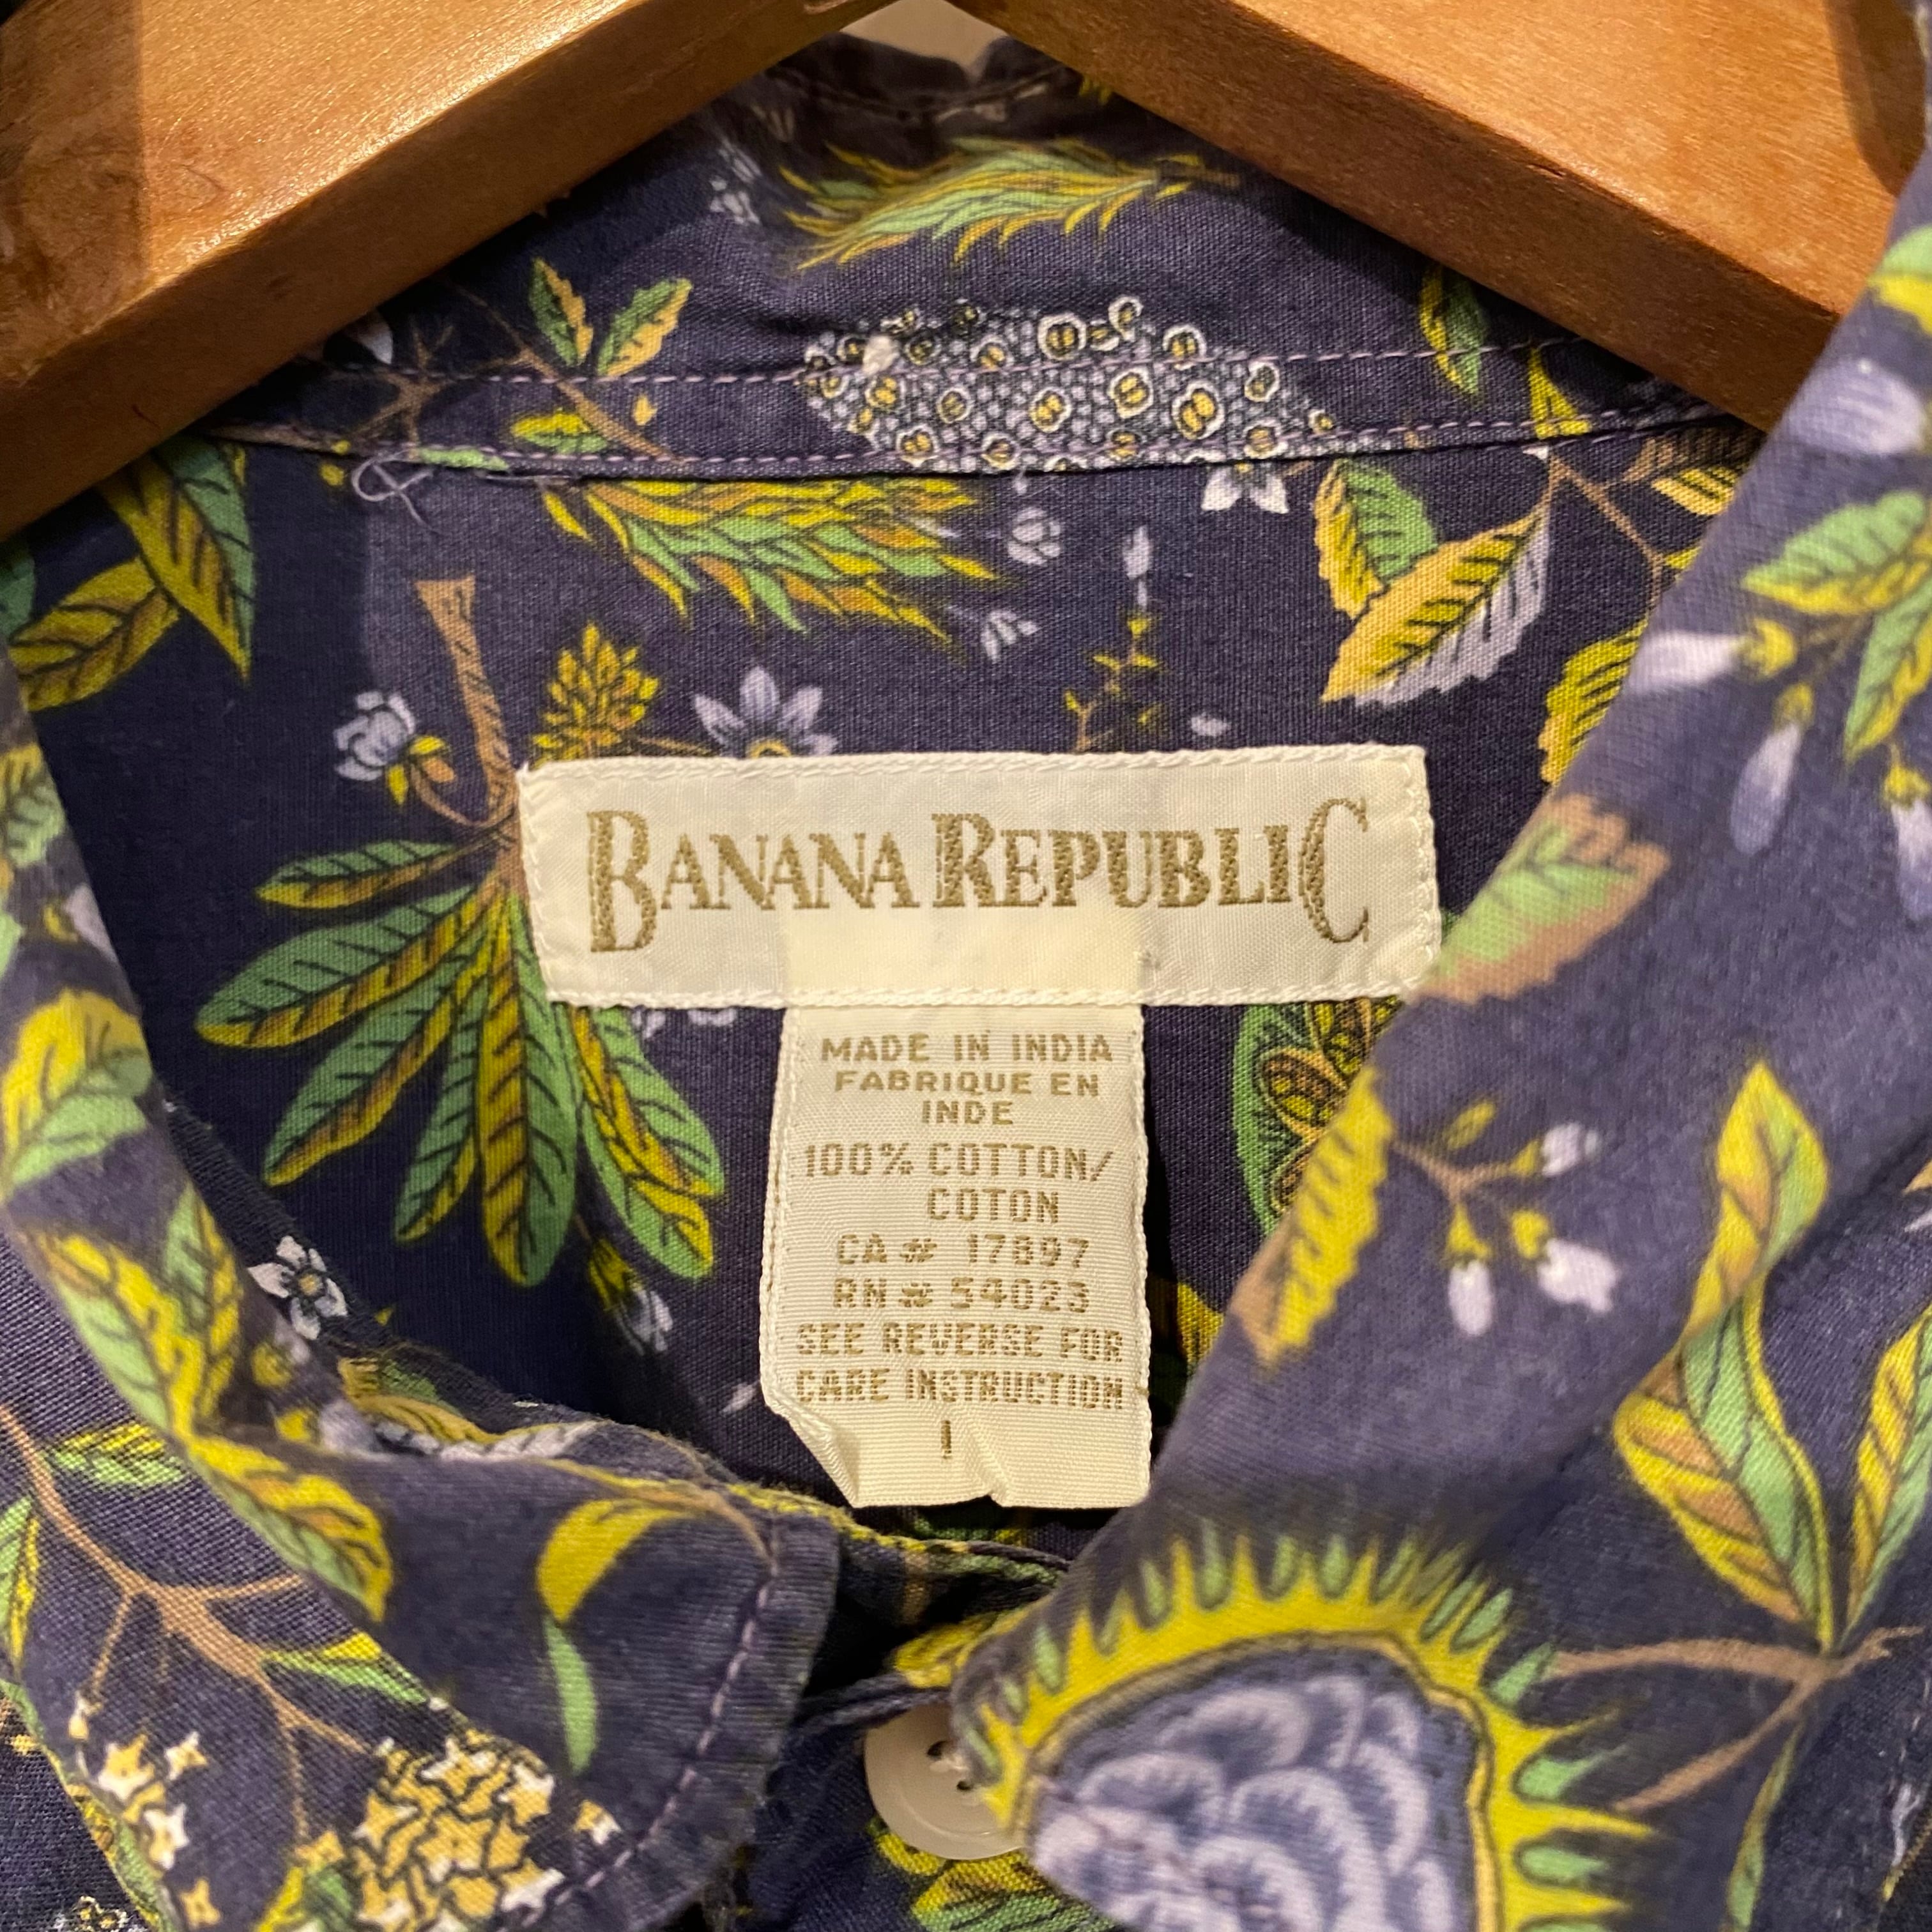 BANANA REPUBLIC
MADE IN INDIA
FABRIQUE EN
INDE
100% COTTON/
COTON
CA # 17897
RN # 54023
SEE REVERSE FOR
CARE INSTRUCTION